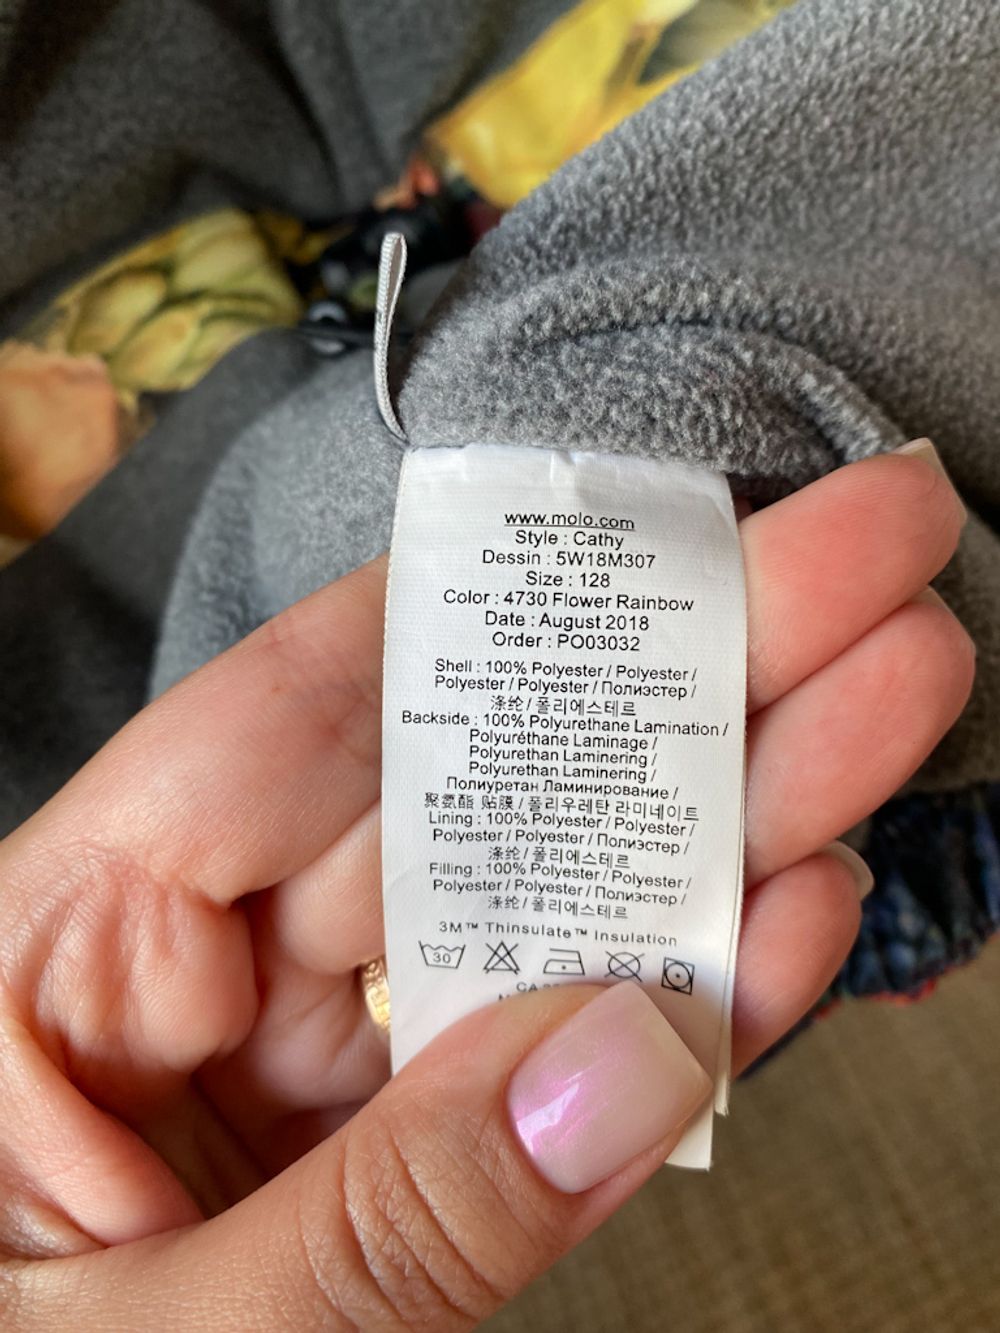 www.molo.com
Style : Cathy
Dessin : 5W18M307
Size : 128
Color : 4730 Flower Rainbow
Date : August 2018
Order : PO03032
Shell : 100% Polyester / Polyester /
Polyester / Polyester / Полиэстер /
涤纶 / 폴리에스테르
Backside : 100% Polyurethane Lamination /
Polyuréthane Laminage /
Polyurethan Laminering /
Polyurethan Laminering /
Полиуретан Ламинирование /
聚氨酯 贴膜 / 폴리우레탄 라미네이트
Lining : 100% Polyester / Polyester /
Polyester / Polyester / Полиэстер /
涤纶 / 폴리에스테르
Filling : 100% Polyester / Polyester /
Polyester / Polyester / Полиэстер /
涤纶 / 폴리에스테르
3M™ Thinsulate™ Insulation
30
CA